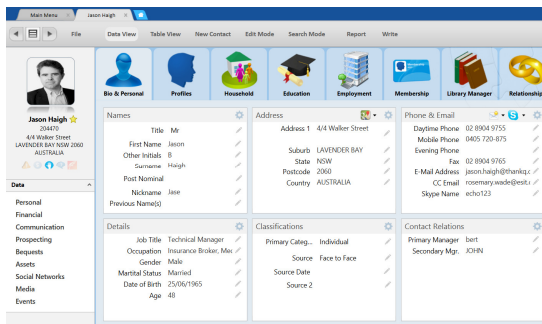 Main Menu x Jason Haigh x
File Data View Table View New Contact Edit Mode Search Mode Report Write
Bio & Personal Profiles Household Education Employment Membership Library Manager Relationship
Jason Haigh
204470
4/4 Walker Street
LAVENDER BAY NSW 2060
AUSTRALIA
Data
Personal
Financial
Communication
Prospecting
Bequests
Assets
Social Networks
Media
Events
Names
Title Mr
First Name Jason
Other Initials B
Surname Haigh
Post Nominal
Nickname Jase
Previous Name(s)
Address
Address 1 4/4 Walker Street
Suburb LAVENDER BAY
State NSW
Postcode 2060
Country AUSTRALIA
Phone & Email
Daytime Phone 02 8904 9755
Mobile Phone 0405 720-875
Evening Phone
Fax 02 8904 9765
E-Mail Address jason.haigh@thankq.c
CC Email rosemary.wade@esit.
Skype Name echo123
Details
Job Title Technical Manager
Occupation Insurance Broker, Mec
Gender Male
Martital Status Married
Date of Birth 25/06/1965
Age 48
Classifications
Primary Categ... Individual
Source Face to Face
Source Date
Source 2
Contact Relations
Primary Manager bert
Secondary Mgr. JOHN